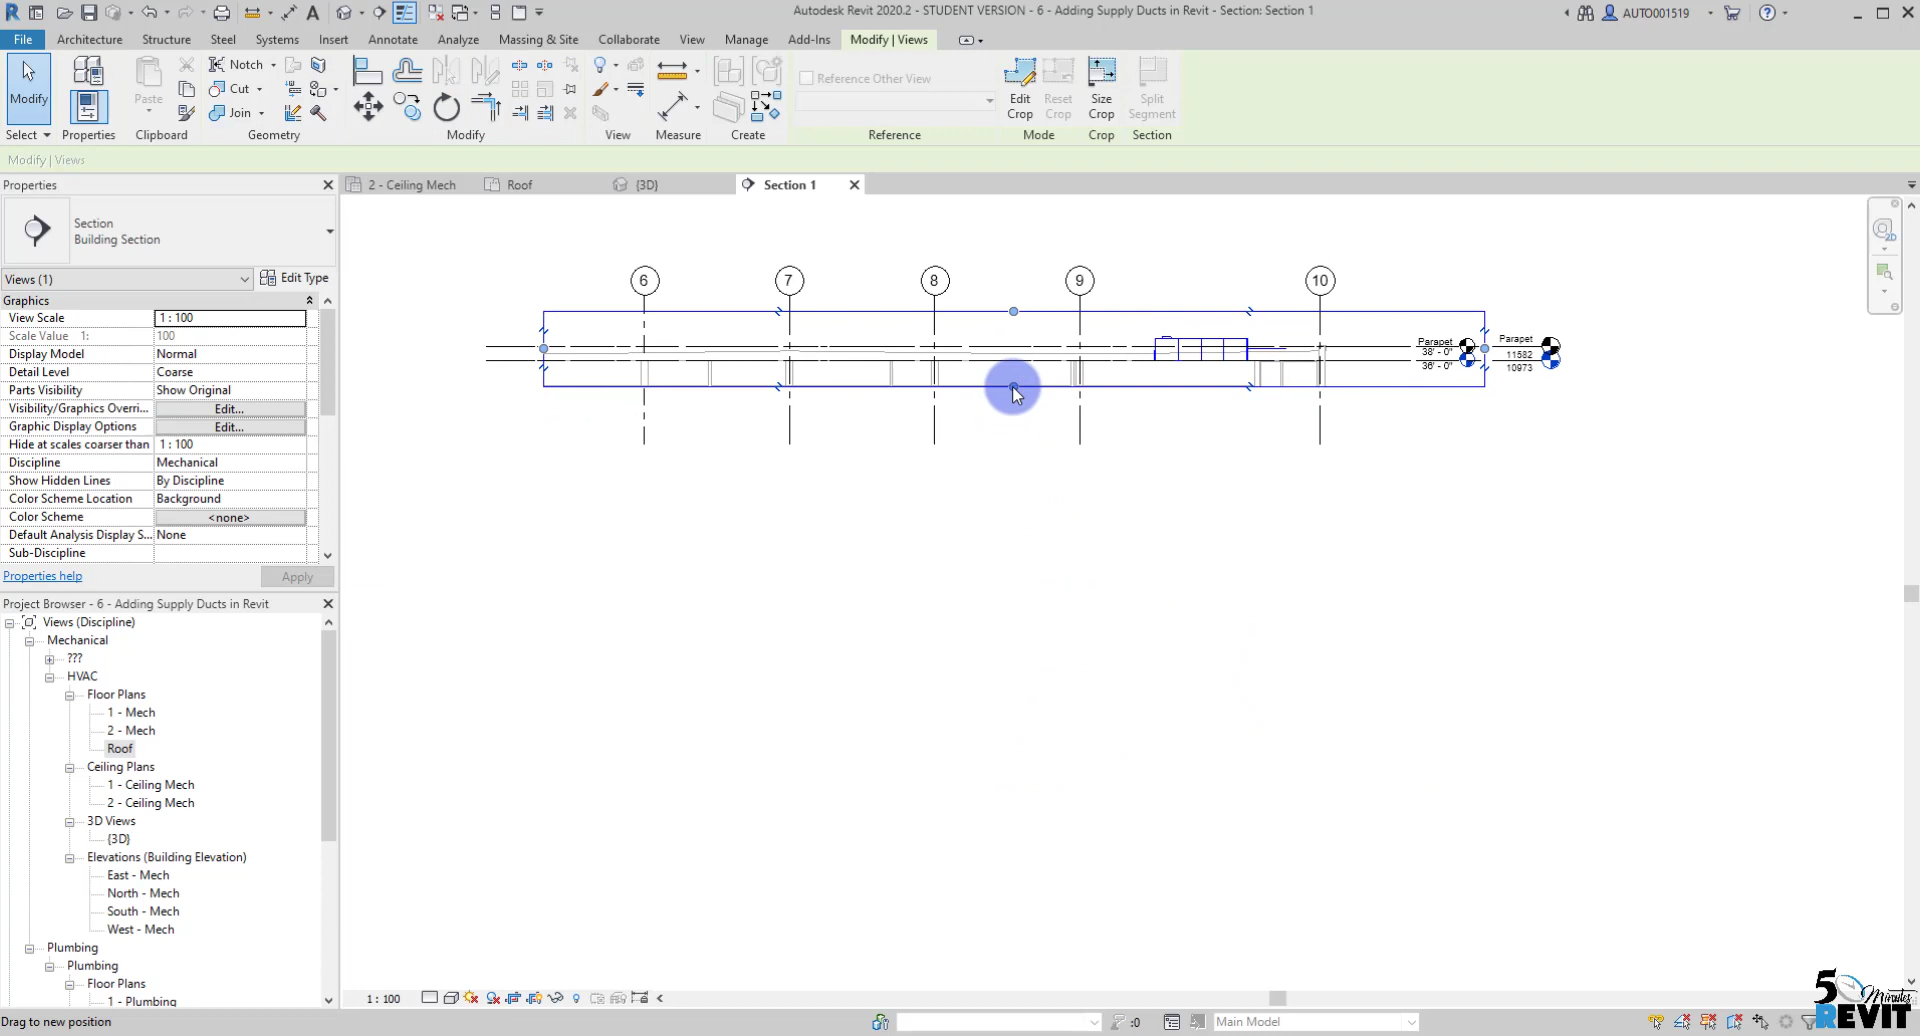 Autodesk Revit 2020.2 - STUDENT VERSION - 6 - Adding Supply Ducts in Revit - Section: Section 1
AUTO001519
File Architecture Structure Steel Systems Insert Annotate Analyze Massing & Site Collaborate View Manage Add-Ins Modify | Views
Notch
Reference Other View
Modify
Paste
Cut
Edit Crop
Reset Crop
Size Crop
Split Segment
Join
Select Properties Clipboard Geometry Modify View Measure Create Reference Mode Crop Section
Modify | Views
Properties
2 - Ceiling Mech
Roof
{3D}
Section 1
Section
Building Section
Views (1)
Edit Type
Graphics
View Scale 1 : 100
Scale Value 1: 100
Display Model Normal
Detail Level Coarse
Parts Visibility Show Original
Visibility/Graphics Overri... Edit...
Graphic Display Options Edit...
Hide at scales coarser than 1 : 100
Discipline Mechanical
Show Hidden Lines By Discipline
Color Scheme Location Background
Color Scheme <none>
Default Analysis Display S... None
Sub-Discipline
Properties help
Apply
6 7 8 9 10
Parapet
38' - 0"
36' - 0"
Parapet
11582
10973
2D
Project Browser - 6 - Adding Supply Ducts in Revit
Views (Discipline)
Mechanical
???
HVAC
Floor Plans
1 - Mech
2 - Mech
Roof
Ceiling Plans
1 - Ceiling Mech
2 - Ceiling Mech
3D Views
{3D}
Elevations (Building Elevation)
East - Mech
North - Mech
South - Mech
West - Mech
Plumbing
Plumbing
Floor Plans
1 - Plumbing
1 : 100
Drag to new position
:0
Main Model
5 Minutes
REVIT